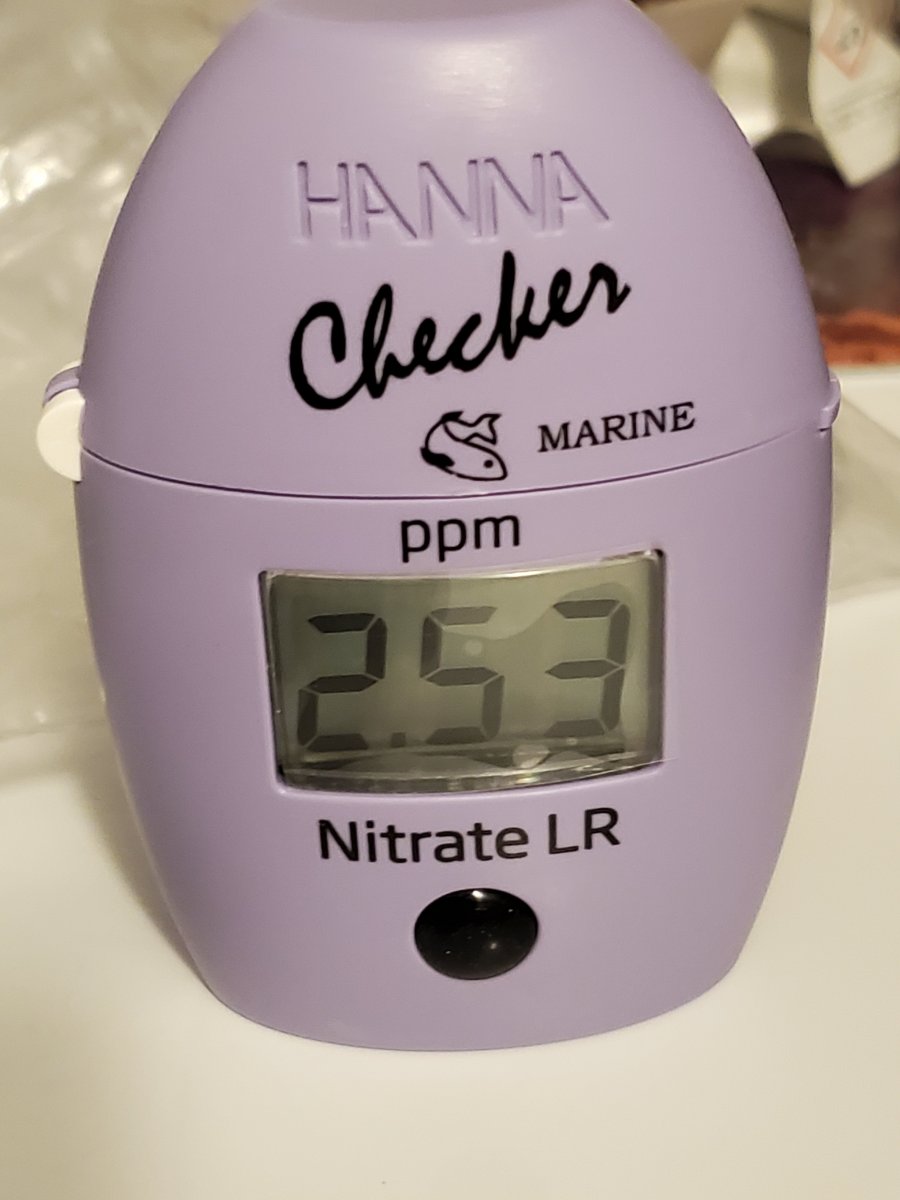 HANNA
Checker
MARINE
ppm
2.53
Nitrate LR